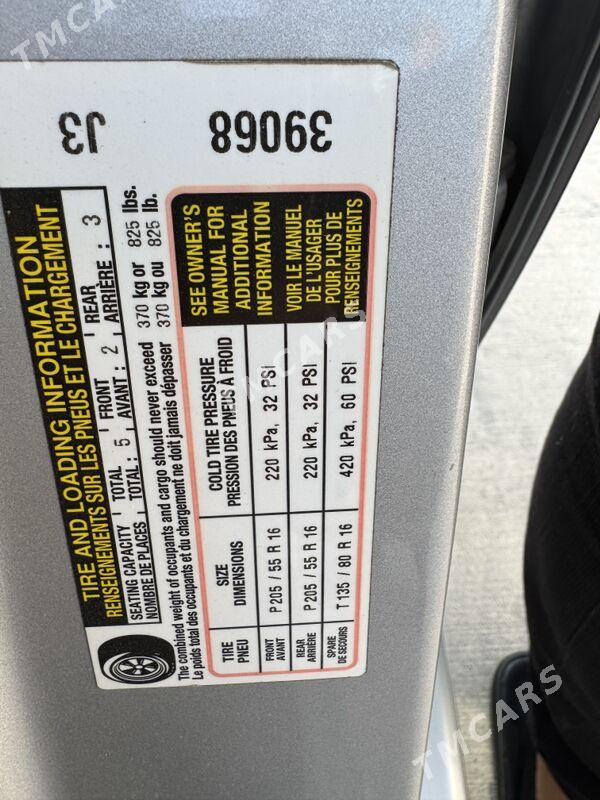 TMCARS
J3
39068
TIRE AND LOADING INFORMATION
RENSEIGNEMENTS SUR LES PNEUS ET LE CHARGEMENT
SEATING CAPACITY TOTAL : 5 FRONT : 2 REAR : 3
NOMBRE DE PLACES TOTAL : 5 AVANT : 2 ARRIÈRE : 3
The combined weight of occupants and cargo should never exceed 370 kg or 825 lbs.
Le poids total des occupants et du chargement ne doit jamais dépasser 370 kg ou 825 lb.
TIRE SIZE COLD TIRE PRESSURE
PNEU DIMENSIONS PRESSION DES PNEUS À FROID
FRONT P205 / 55 R 16 220 kPa, 32 PSI
AVANT
REAR P205 / 55 R 16 220 kPa, 32 PSI
ARRIÈRE
SPARE T135 / 80 R 16 420 kPa, 60 PSI
DE SECOURS
SEE OWNER'S
MANUAL FOR
ADDITIONAL
INFORMATION
VOIR LE MANUEL
DE L'USAGER
POUR PLUS DE
RENSEIGNEMENTS
TMCARS
TMCARS